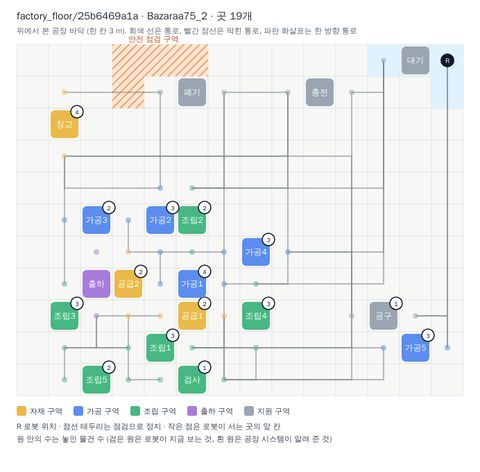 factory_floor/25b6469a1a · Bazaraa75_2 · 곳 19개
위에서 본 공장 바닥 (한 칸 3 m). 회색 선은 통로, 빨간 점선은 막힌 통로, 파란 화살표는 한 방향 통로
안전 점검 구역
대기
R
폐기
충전
창고
4
가공3
2
가공2
3
조립2
2
가공4
3
출하
공급2
2
가공1
4
조립3
3
공급1
2
조립4
3
공구
1
조립1
3
가공5
3
조립5
2
검사
1
자재 구역
가공 구역
조립 구역
출하 구역
지원 구역
R 로봇 위치 · 점선 테두리는 점검으로 정지 · 작은 점은 로봇이 서는 곳의 앞 칸
원 안의 수는 놓인 물건 수 (검은 원은 로봇이 지금 보는 것, 흰 원은 공장 시스템이 알려 준 것)